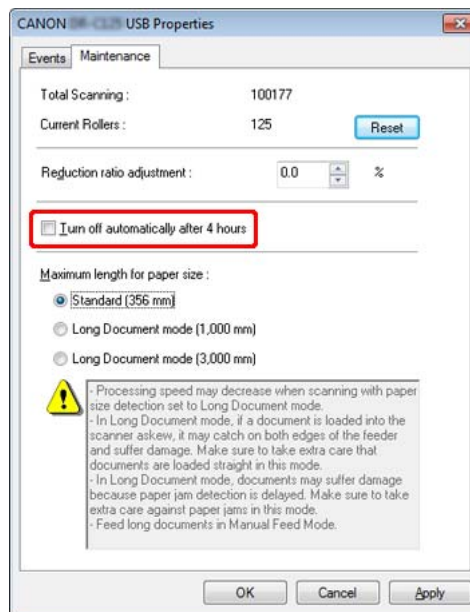 CANON USB Properties
Events Maintenance
Total Scanning : 100177
Current Rollers : 125 Reset
Reduction ratio adjustment : 0.0 %
Turn off automatically after 4 hours
Maximum length for paper size :
Standard (356 mm)
Long Document mode (1,000 mm)
Long Document mode (3,000 mm)
- Processing speed may decrease when scanning with paper
size detection set to Long Document mode.
- In Long Document mode, if a document is loaded into the
scanner askew, it may catch on both edges of the feeder
and suffer damage. Make sure to take extra care that
documents are loaded straight in this mode.
- In Long Document mode, documents may suffer damage
because paper jam detection is delayed. Make sure to take
extra care against paper jams in this mode.
- Feed long documents in Manual Feed Mode.
OK Cancel Apply